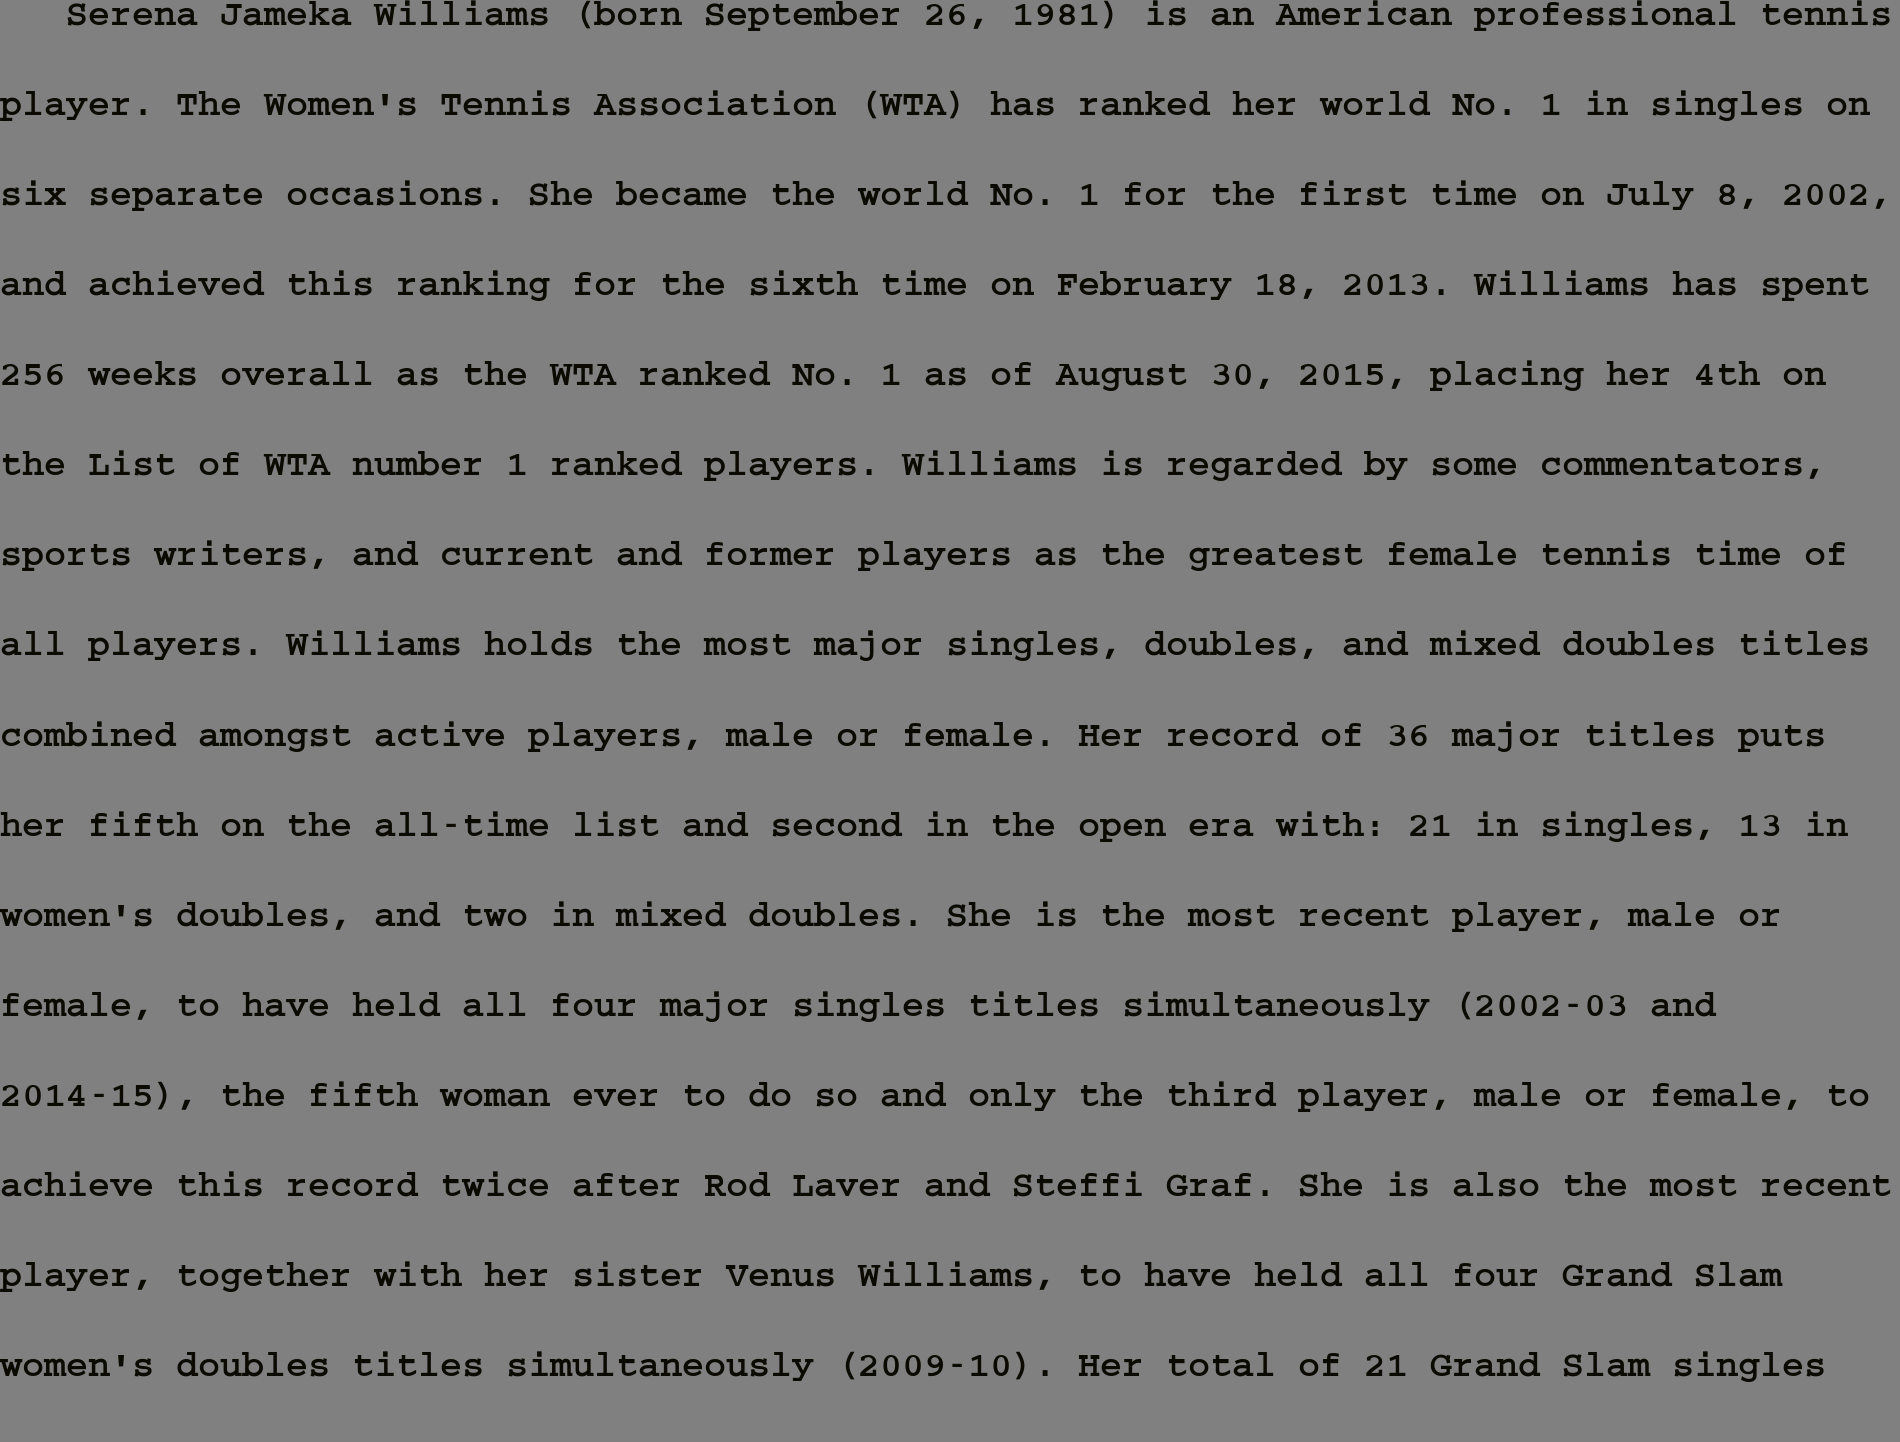 Serena Jameka Williams (born September 26, 1981) is an American professional tennis
player. The Women's Tennis Association (WTA) has ranked her world No. 1 in singles on
six separate occasions. She became the world No. 1 for the first time on July 8, 2002,
and achieved this ranking for the sixth time on February 18, 2013. Williams has spent
256 weeks overall as the WTA ranked No. 1 as of August 30, 2015, placing her 4th on
the List of WTA number 1 ranked players. Williams is regarded by some commentators,
sports writers, and current and former players as the greatest female tennis time of
all players. Williams holds the most major singles, doubles, and mixed doubles titles
combined amongst active players, male or female. Her record of 36 major titles puts
her fifth on the all-time list and second in the open era with: 21 in singles, 13 in
women's doubles, and two in mixed doubles. She is the most recent player, male or
female, to have held all four major singles titles simultaneously (2002-03 and
2014-15), the fifth woman ever to do so and only the third player, male or female, to
achieve this record twice after Rod Laver and Steffi Graf. She is also the most recent
player, together with her sister Venus Williams, to have held all four Grand Slam
women's doubles titles simultaneously (2009-10). Her total of 21 Grand Slam singles